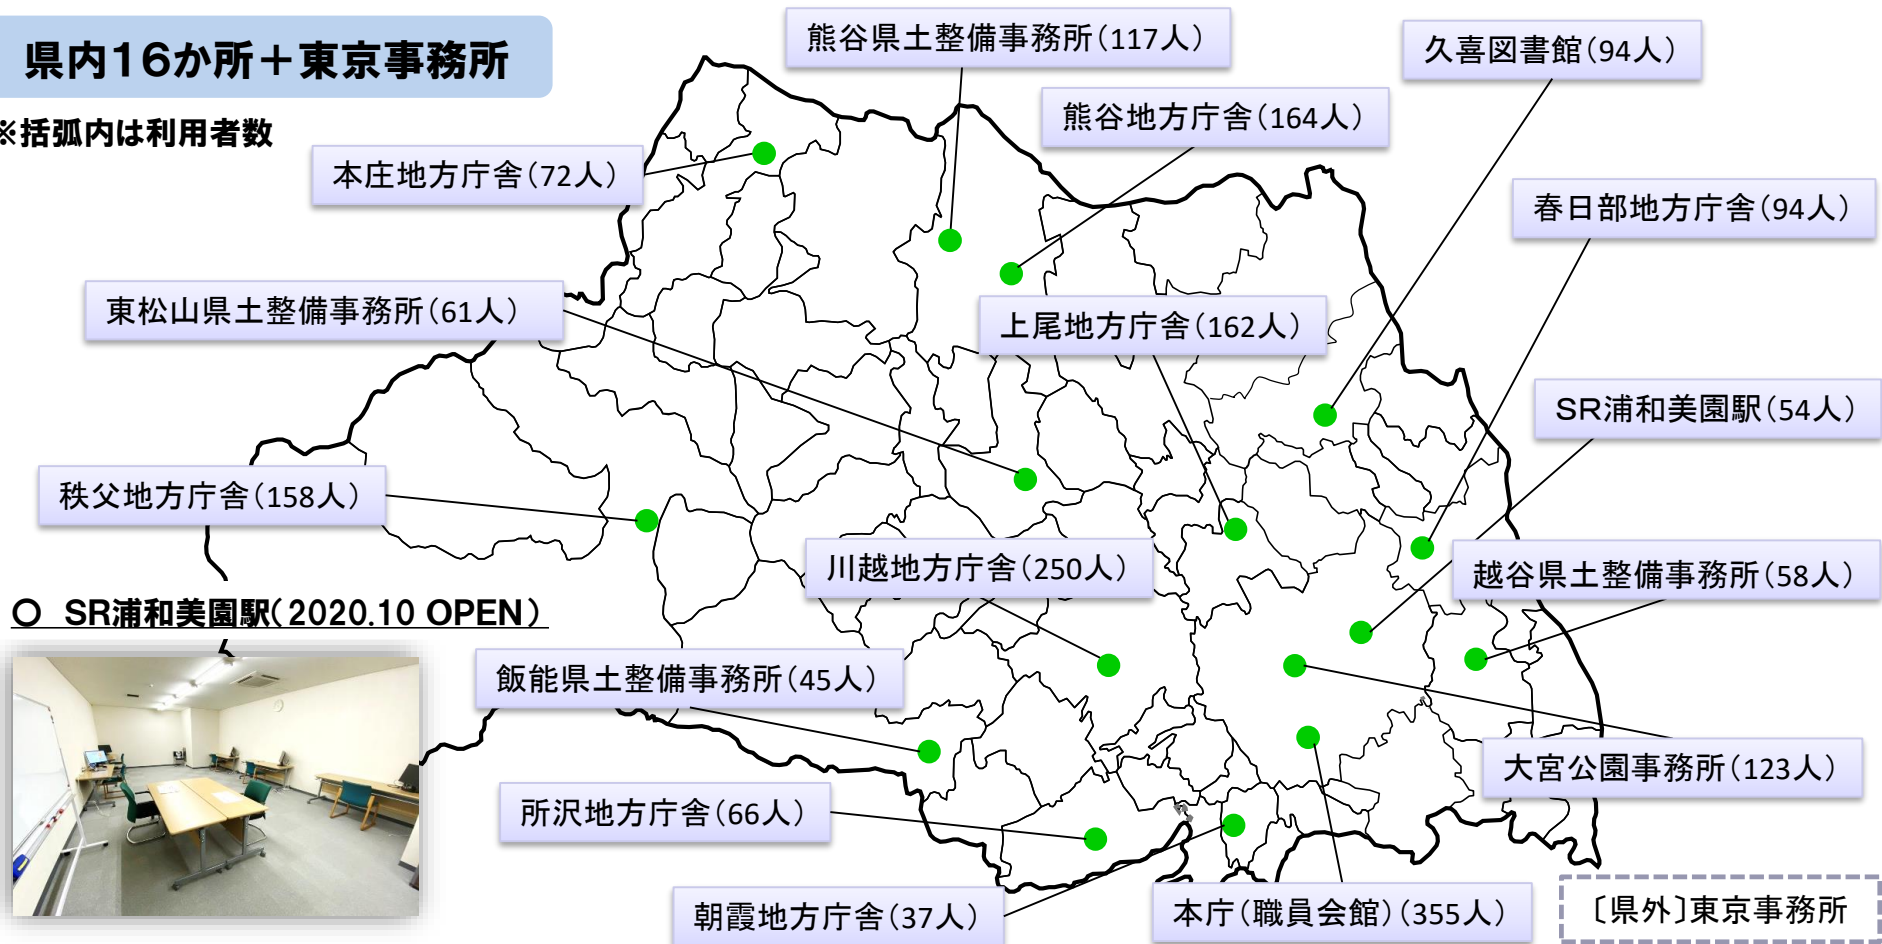 県内16か所＋東京事務所
※括弧内は利用者数
熊谷県土整備事務所（117人）
久喜図書館（94人）
熊谷地方庁舎（164人）
本庄地方庁舎（72人）
春日部地方庁舎（94人）
東松山県土整備事務所（61人）
上尾地方庁舎（162人）
SR浦和美園駅（54人）
秩父地方庁舎（158人）
川越地方庁舎（250人）
越谷県土整備事務所（58人）
○ SR浦和美園駅（2020.10 OPEN）
飯能県土整備事務所（45人）
大宮公園事務所（123人）
所沢地方庁舎（66人）
朝霞地方庁舎（37人）
本庁（職員会館）（355人）
〔県外〕東京事務所